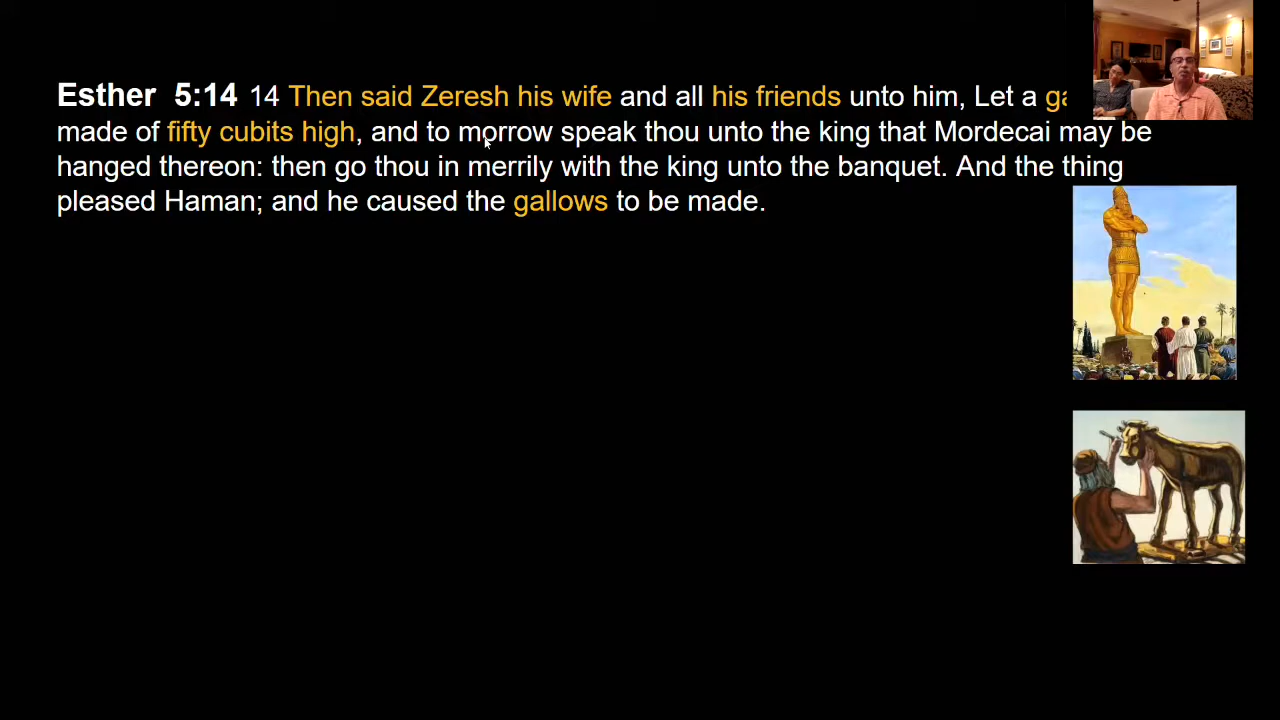 Esther 5:14 14 Then said Zeresh his wife and all his friends unto him, Let a
made of fifty cubits high, and to morrow speak thou unto the king that Mordecai may be
hanged thereon: then go thou in merrily with the king unto the banquet. And the thing
pleased Haman; and he caused the gallows to be made.